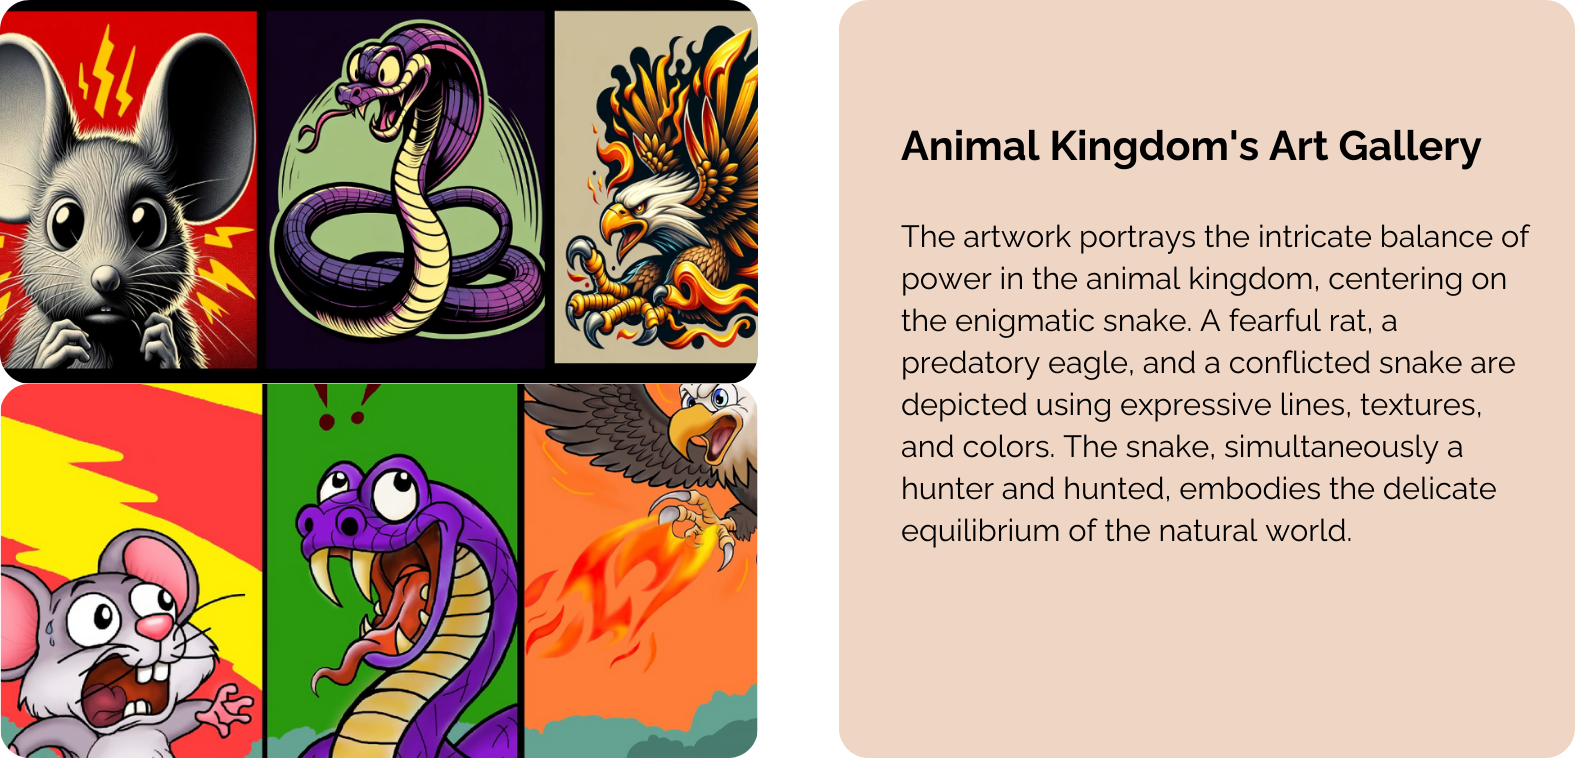 Animal Kingdom's Art Gallery
The artwork portrays the intricate balance of
power in the animal kingdom, centering on
the enigmatic snake. A fearful rat, a
predatory eagle, and a conflicted snake are
depicted using expressive lines, textures,
and colors. The snake, simultaneously a
hunter and hunted, embodies the delicate
equilibrium of the natural world.